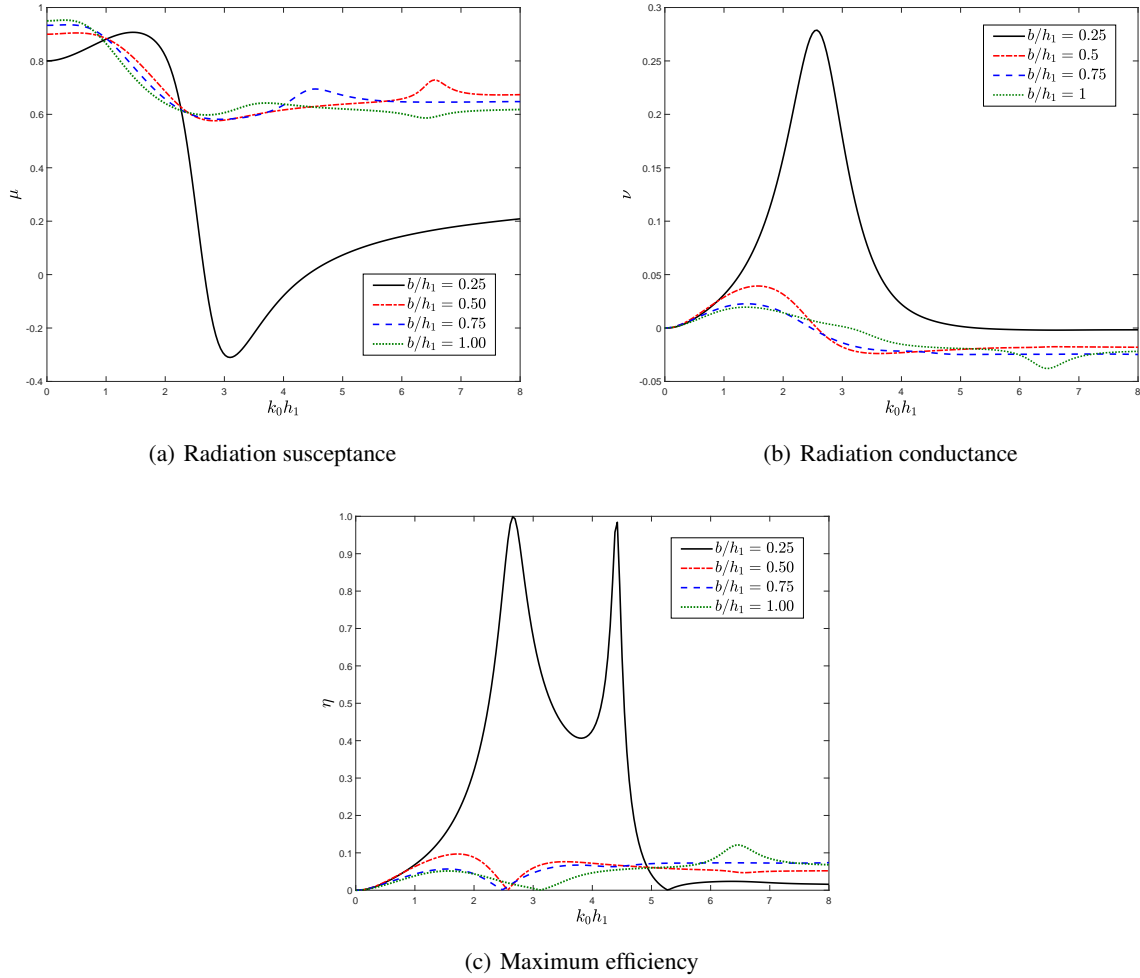 1
0.8
0.6
0.4
0.2
0
-0.2
-0.4
μ
0 1 2 3 4 5 6 7 8
k₀h₁
b/h₁ = 0.25
b/h₁ = 0.50
b/h₁ = 0.75
b/h₁ = 1.00
(a) Radiation susceptance
0.3
0.25
0.2
0.15
0.1
0.05
0
-0.05
ν
0 1 2 3 4 5 6 7 8
k₀h₁
b/h₁ = 0.25
b/h₁ = 0.5
b/h₁ = 0.75
b/h₁ = 1
(b) Radiation conductance
1.0
0.9
0.8
0.7
0.6
0.5
0.4
0.3
0.2
0.1
0
η
0 1 2 3 4 5 6 7 8
k₀h₁
b/h₁ = 0.25
b/h₁ = 0.50
b/h₁ = 0.75
b/h₁ = 1.00
(c) Maximum efficiency